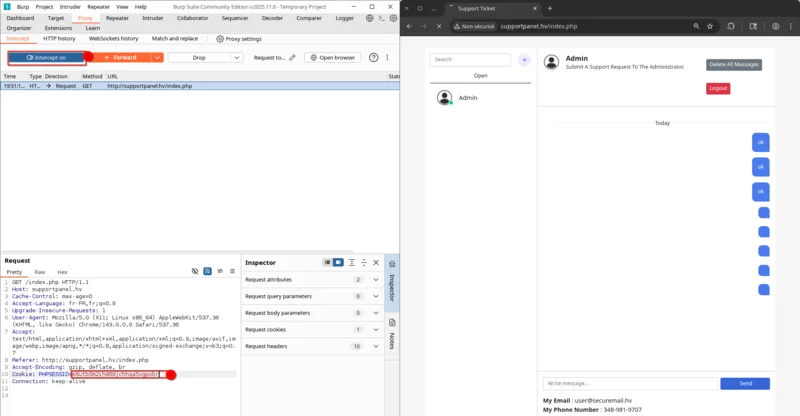 Burp Project Intruder Repeater View Help
Burp Suite Community Edition v2025.11.6 - Temporary Project
Dashboard Target Proxy Repeater Intruder Collaborator Sequencer Decoder Comparer Logger
Organizer Extensions Learn
Intercept HTTP history WebSockets history Match and replace Proxy settings
Intercept on
Forward
Drop
Request to...
Open browser
Time Type Direction Method URL
19:51:1... HT... → Request GET http://supportpanel.hv/index.php
Request
Pretty Raw Hex
1 GET /index.php HTTP/1.1
2 Host: supportpanel.hv
3 Cache-Control: max-age=0
4 Accept-Language: fr-FR,fr;q=0.9
5 Upgrade-Insecure-Requests: 1
6 User-Agent: Mozilla/5.0 (X11; Linux x86_64) AppleWebKit/537.36
(KHTML, like Gecko) Chrome/143.0.0.0 Safari/537.36
7 Accept:
text/html,application/xhtml+xml,application/xml;q=0.9,image/avif,im
age/webp,image/apng,*/*;q=0.8,application/signed-exchange;v=b3;q=0.
7
8 Referer: http://supportpanel.hv/index.php
9 Accept-Encoding: gzip, deflate, br
10 Cookie: PHPSESSID=
11 Connection: keep-alive
12
13
Inspector
Request attributes 2
Request query parameters 0
Request body parameters 0
Request cookies 1
Request headers 10
Inspector
Notes
Support Ticket
Non sécurisé supportpanel.hv/index.php
Search
+
Open
Admin
Admin
Submit A Support Request To The Administrator.
Delete All Messages
Logout
Today
ok
ok
ok
Write message...
Send
My Email : user@securemail.hv
My Phone Number : 348-981-9707